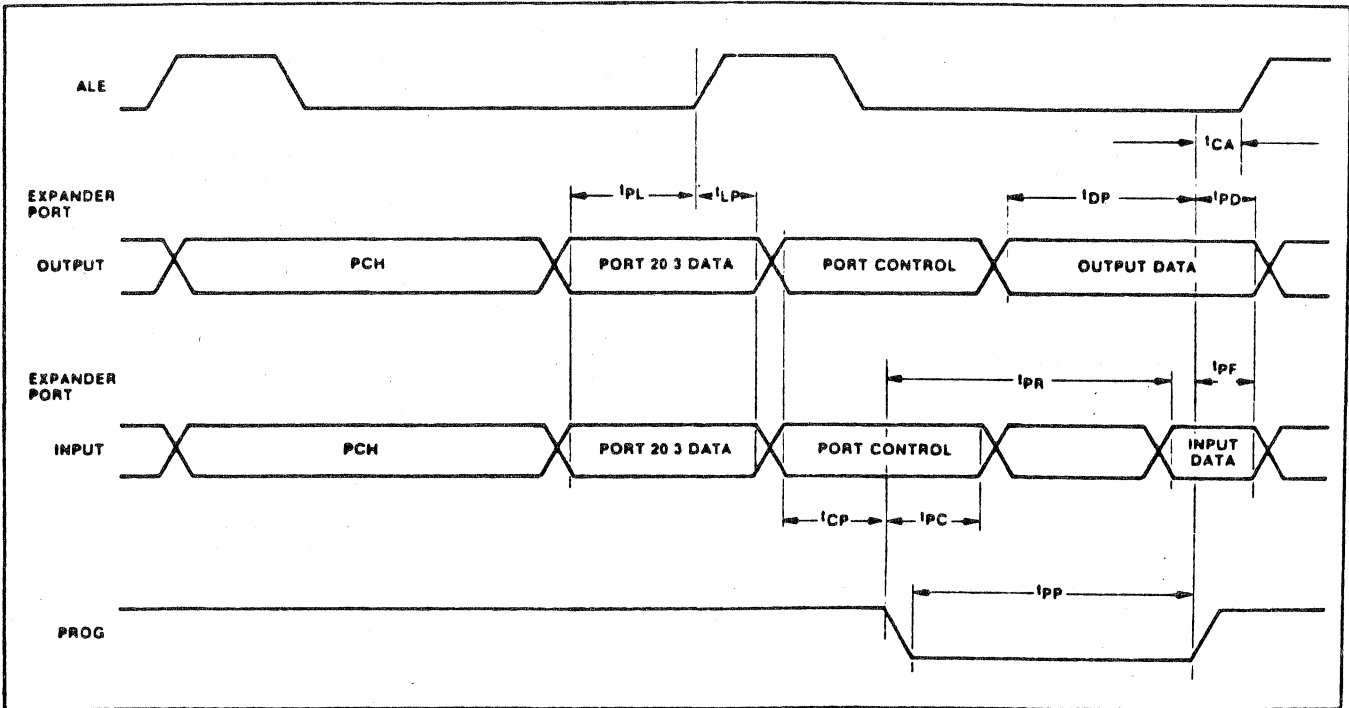 ALE
tCA
EXPANDER
PORT
tPL
tLP
tDP
tPD
OUTPUT
PCH
PORT 20 3 DATA
PORT CONTROL
OUTPUT DATA
EXPANDER
PORT
tPR
tPF
INPUT
PCH
PORT 20 3 DATA
PORT CONTROL
INPUT
DATA
tCP
tPC
tPP
PROG